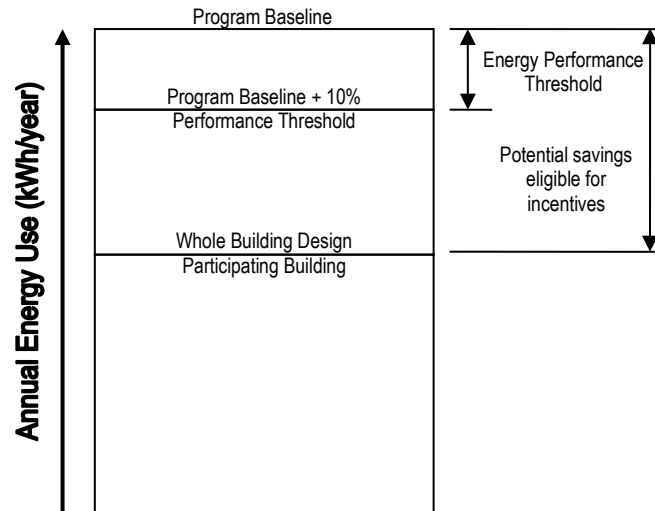 Program Baseline
Energy Performance
Threshold
Program Baseline + 10%
Performance Threshold
Potential savings
eligible for
incentives
Whole Building Design
Participating Building
Annual Energy Use (kWh/year)